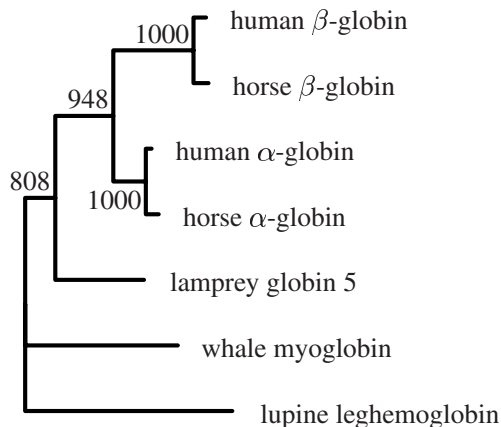 human β-globin
1000
horse β-globin
948
human α-globin
808
1000
horse α-globin
lamprey globin 5
whale myoglobin
lupine leghemoglobin